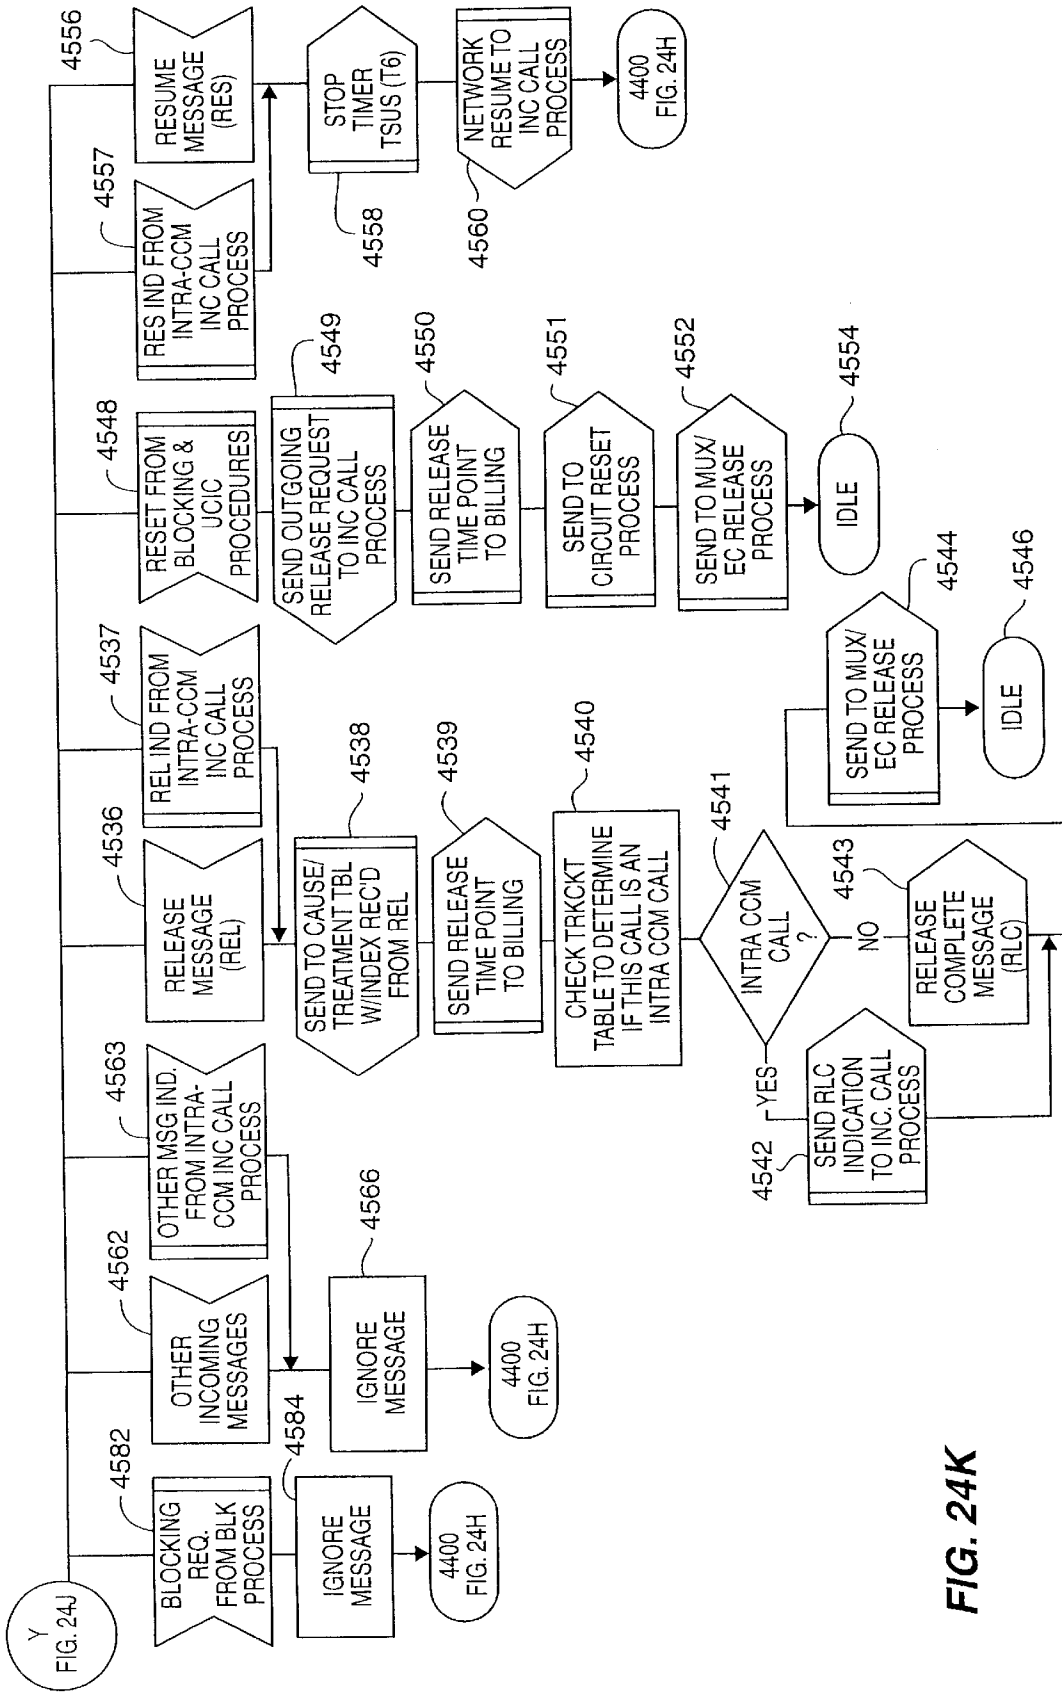 Y
FIG. 24J
4582
BLOCKING
REQ.
FROM BLK
PROCESS
4584
IGNORE
MESSAGE
4400
FIG. 24H
4562
OTHER
INCOMING
MESSAGES
4563
OTHER MSG IND.
FROM INTRA-
CCM INC CALL
PROCESS
4566
IGNORE
MESSAGE
4400
FIG. 24H
4536
RELEASE
MESSAGE
(REL)
4537
REL IND FROM
INTRA-CCM
INC CALL
PROCESS
4538
SEND TO CAUSE/
TREATMENT TBL
W/INDEX REC'D
FROM REL
4539
SEND RELEASE
TIME POINT
TO BILLING
4540
CHECK TRKCKT
TABLE TO DETERMINE
IF THIS CALL IS AN
INTRA CCM CALL
4541
INTRA CCM
CALL
?
YES
NO
4542
SEND RLC
INDICATION
TO INC. CALL
PROCESS
4543
RELEASE
COMPLETE
MESSAGE
(RLC)
4544
SEND TO MUX/
EC RELEASE
PROCESS
4546
IDLE
4548
RESET FROM
BLOCKING &
UCIC
PROCEDURES
4549
SEND OUTGOING
RELEASE REQUEST
TO INC CALL
PROCESS
4550
SEND RELEASE
TIME POINT
TO BILLING
4551
SEND TO
CIRCUIT RESET
PROCESS
4552
SEND TO MUX/
EC RELEASE
PROCESS
4554
IDLE
4557
RES IND FROM
INTRA-CCM
INC CALL
PROCESS
4556
RESUME
MESSAGE
(RES)
4558
STOP
TIMER
TSUS (T6)
4560
NETWORK
RESUME TO
INC CALL
PROCESS
4400
FIG. 24H
FIG. 24K